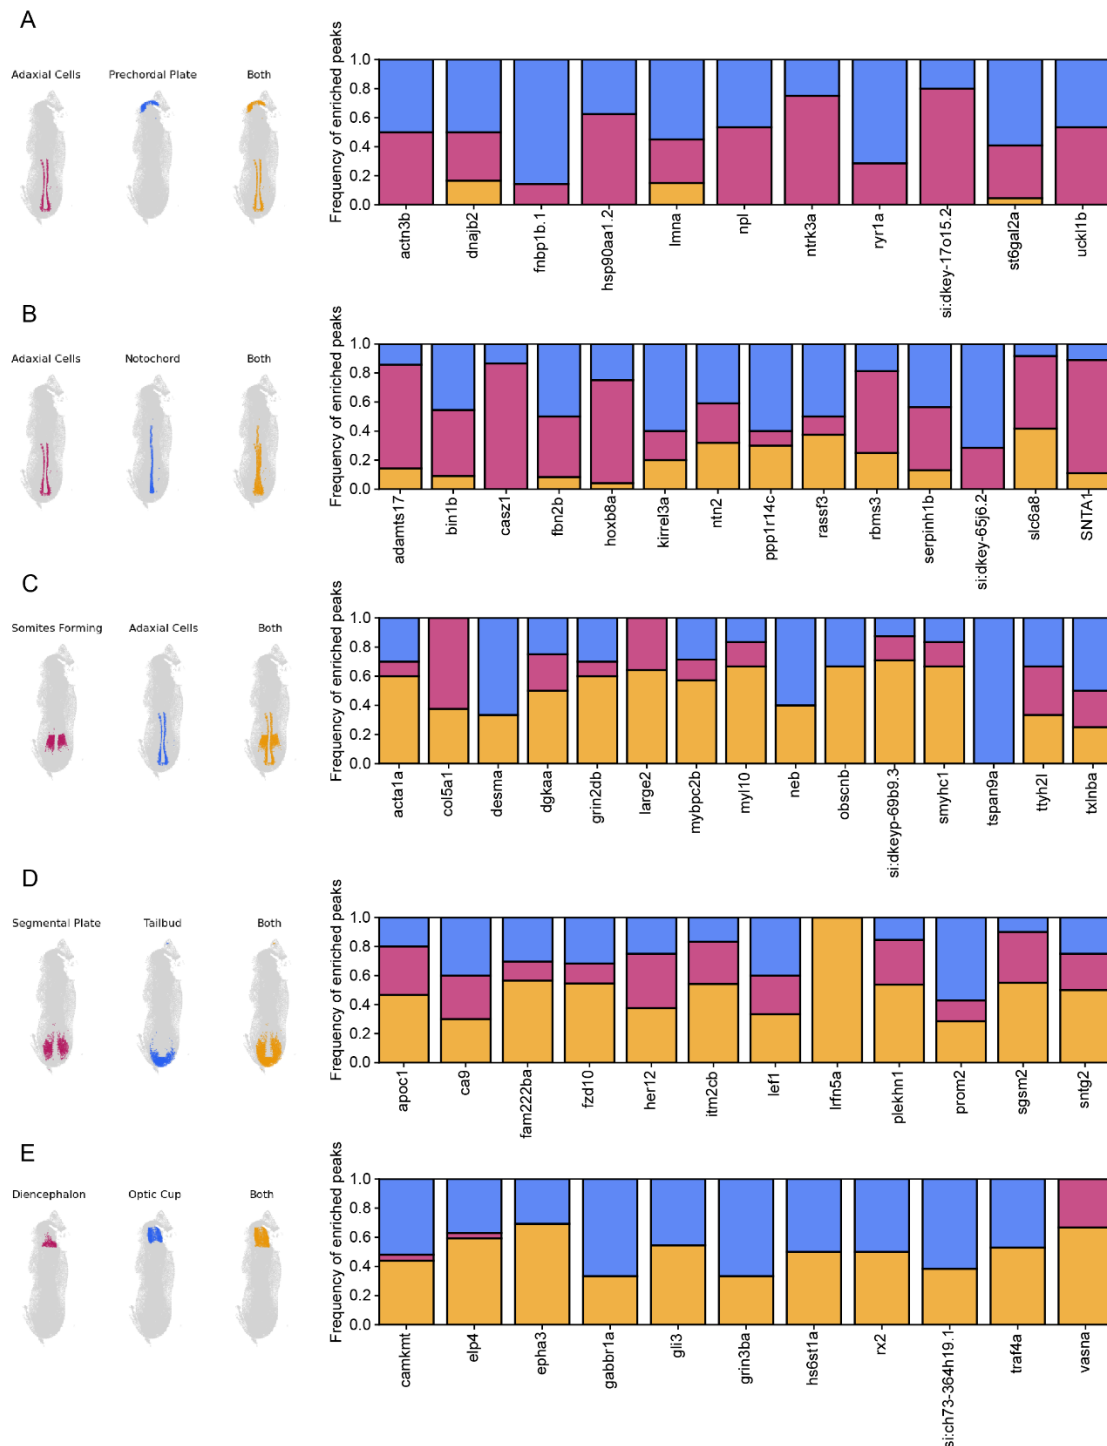 A
Adaxial Cells Prechordal Plate Both
Frequency of enriched peaks
1.0
0.8
0.6
0.4
0.2
0.0
actn3b
dnajb2
fnbp1b.1
hsp90aa1.2
lmna
npl
ntrk3a
ryr1a
si:dkey-17o15.2
st6gal2a
uckl1b
B
Adaxial Cells Notochord Both
Frequency of enriched peaks
1.0
0.8
0.6
0.4
0.2
0.0
adamts17
bin1b
casz1
fbn2b
hoxb8a
kirrel3a
ntn2
ppp1r14c
rassf3
rbms3
serpinh1b
si:dkey-65j6.2
slc6a8
SNTA1
C
Somites Forming Adaxial Cells Both
Frequency of enriched peaks
1.0
0.8
0.6
0.4
0.2
0.0
acta1a
col5a1
desma
dgkaa
grin2db
large2
mybpc2b
myl10
neb
obscnb
si:dkeyp-69b9.3
smyhc1
tspan9a
ttyh2l
txlnba
D
Segmental Plate Tailbud Both
Frequency of enriched peaks
1.0
0.8
0.6
0.4
0.2
0.0
apoc1
ca9
fam222ba
fzd10
her12
itm2cb
lef1
lrfn5a
plekhn1
prom2
sgsm2
sntg2
E
Diencephalon Optic Cup Both
Frequency of enriched peaks
1.0
0.8
0.6
0.4
0.2
0.0
camkmt
elp4
epha3
gabbr1a
gli3
grin3ba
hs6st1a
rx2
si:ch73-364h19.1
traf4a
vasna